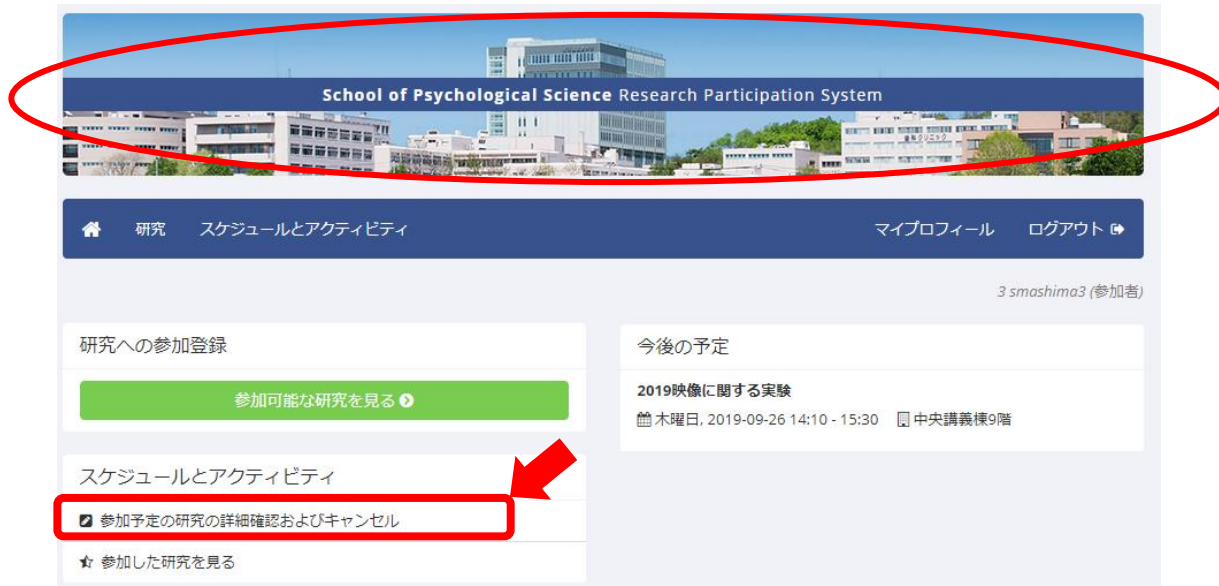 School of Psychological Science Research Participation System
研究 スケジュールとアクティビティ マイプロフィール ログアウト
3 smashima3 (参加者)
研究への参加登録
参加可能な研究を見る
スケジュールとアクティビティ
参加予定の研究の詳細確認およびキャンセル
参加した研究を見る
今後の予定
2019映像に関する実験
木曜日, 2019-09-26 14:10 - 15:30 中央講義棟9階